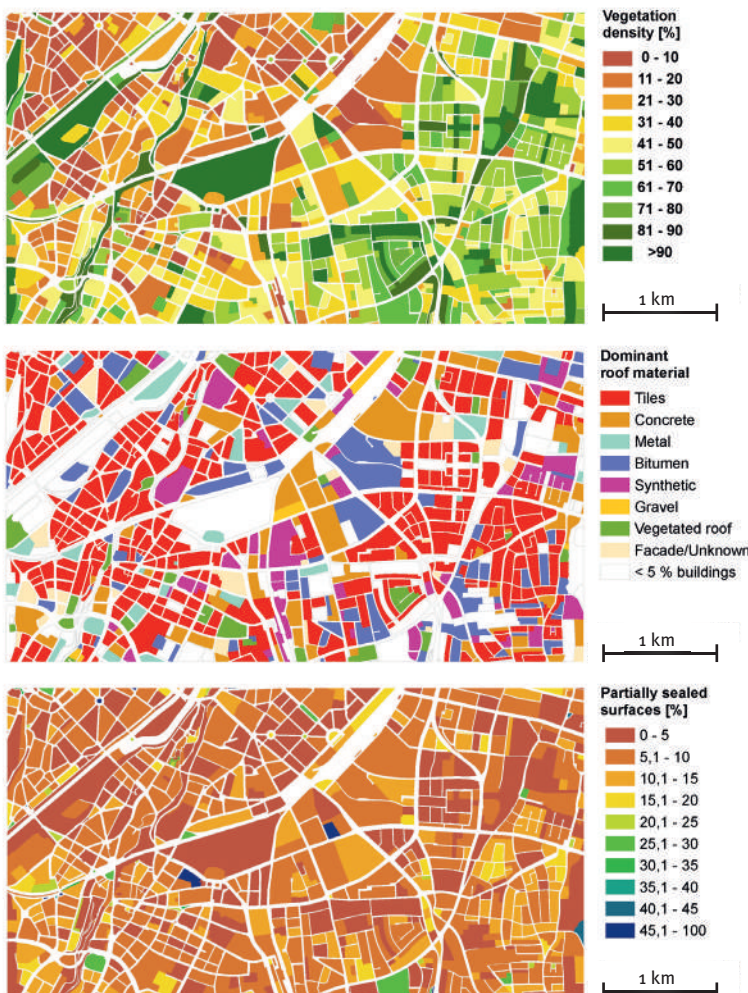 Vegetation
density [%]
0 - 10
11 - 20
21 - 30
31 - 40
41 - 50
51 - 60
61 - 70
71 - 80
81 - 90
>90
1 km
Dominant
roof material
Tiles
Concrete
Metal
Bitumen
Synthetic
Gravel
Vegetated roof
Facade/Unknown
< 5 % buildings
1 km
Partially sealed
surfaces [%]
0 - 5
5,1 - 10
10,1 - 15
15,1 - 20
20,1 - 25
25,1 - 30
30,1 - 35
35,1 - 40
40,1 - 45
45,1 - 100
1 km